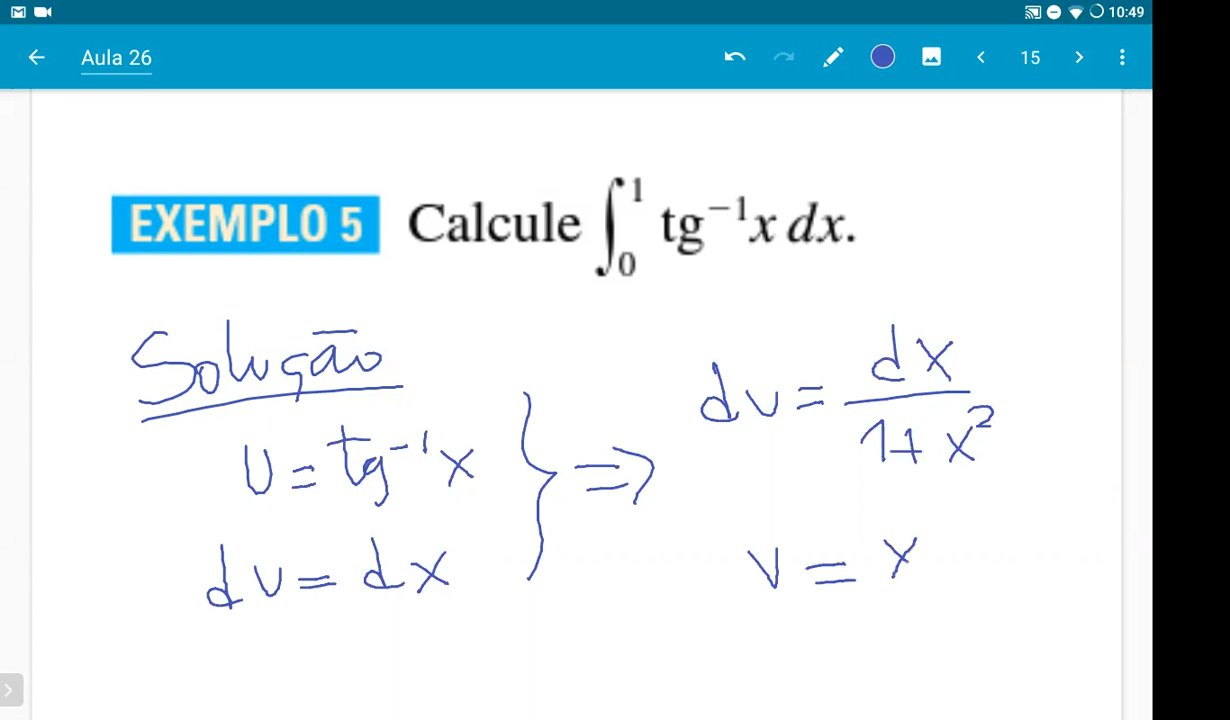 10:49
Aula 26
15
EXEMPLO 5 Calcule ∫₀¹ tg⁻¹x dx.
Solução
U = tg⁻¹ x
dv = dx
⇒
du = dx / (1 + x²)
v = x